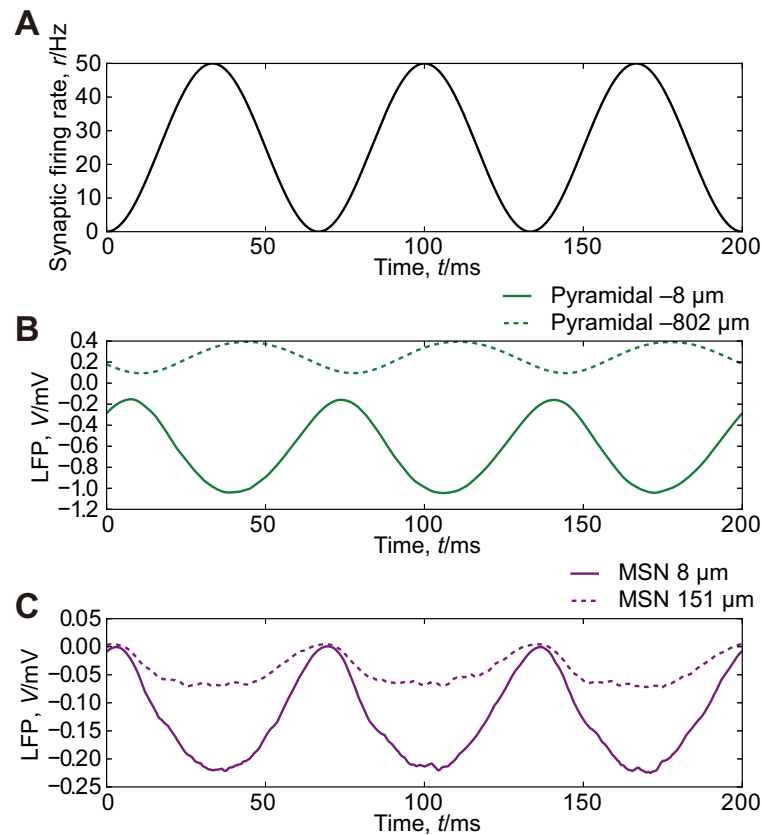 A
Synaptic firing rate, r/Hz
50
40
30
20
10
0
0 50 100 150 200
Time, t/ms
Pyramidal –8 µm
Pyramidal –802 µm
B
LFP, V/mV
0.4
0.2
0.0
−0.2
−0.4
−0.6
−0.8
−1.0
−1.2
0 50 100 150 200
Time, t/ms
MSN 8 µm
MSN 151 µm
C
LFP, V/mV
0.05
0.00
−0.05
−0.10
−0.15
−0.20
−0.25
0 50 100 150 200
Time, t/ms